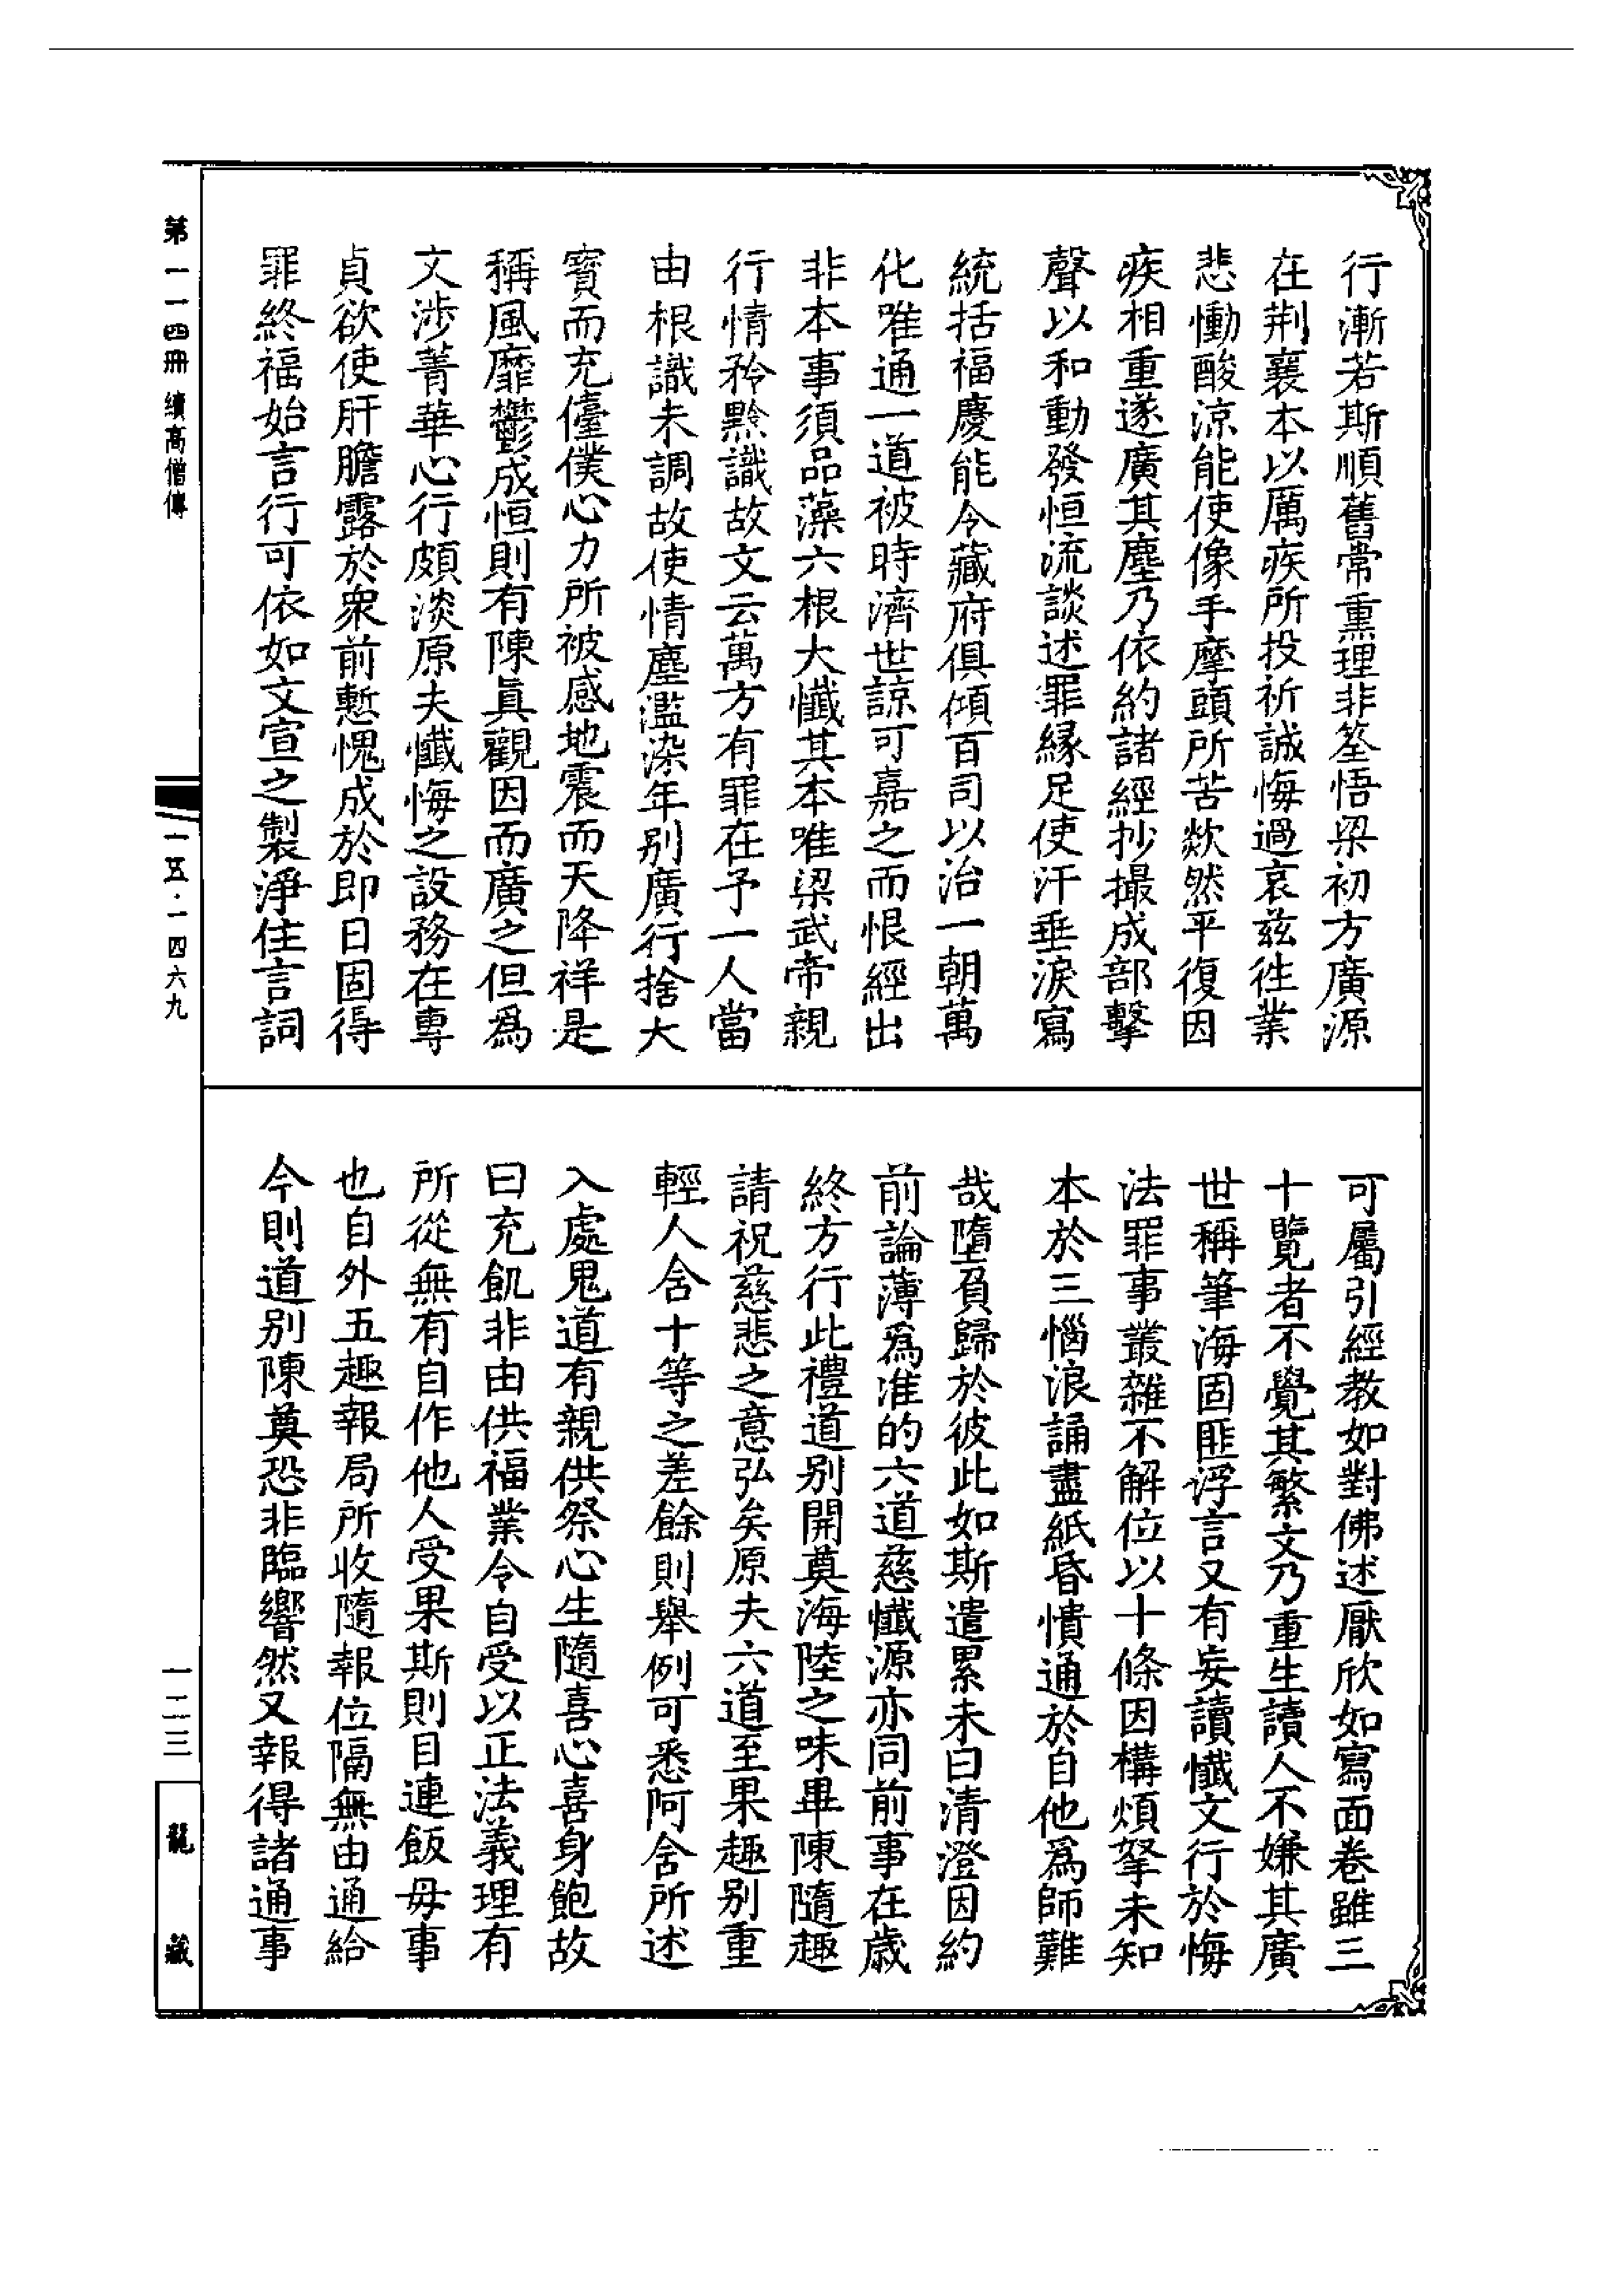 行漸若斯順舊常熏理非筌悟梁初方廣源
在荆襄本以厲疾所投祈誠悔過哀兹徃業
悲慟酸涼能使像手摩頭所苦欻然平復因
疾相重遂廣其塵乃依約諸經抄撮成部擊
聲以和動發恒流談述罪緣足使汗垂淚寫
統括福慶能令藏府俱傾百司以治一朝萬
化唯通一道被時濟世諒可嘉之而恨經出
非本事須品藻六根大懺其本唯梁武帝親
行情矜黔識故文云萬方有罪在予一人當
由根識未調故使情塵濫染年别廣行捨大
寳而充僮僕心力所被感地震而天降祥是
稱風靡鬱成恒則有陳眞觀因而廣之但爲
文涉菁華心行頗淡原夫懺悔之設務在專
貞欲使肝膽露於衆前慙愧成於即日固得
罪終福始言行可依如文宣之製淨住言詞
可屬引經教如對佛述厭欣如寫面卷雖三
十覽者不覺其繁文乃重生讀人不嫌其廣
世稱筆海固匪浮言又有妄讀懺文行於悔
法罪事叢雜不解位以十條因構煩拏未知
本於三惱浪誦盡紙昏憒通於自他爲師難
哉墮負歸於彼此如斯遣累未曰清澄因約
前論薄爲准的六道慈懺源亦同前事在歲
終方行此禮道别開奠海陸之味畢陳隨趣
請祝慈悲之意弘矣原夫六道至果趣别重
輕人含十等之差餘則舉例可悉阿含所述
入處鬼道有親供祭心生隨喜心喜身飽故
曰充飢非由供福業令自受以正法義理有
所從無有自作他人受果斯則目連飯母事
也自外五趣報局所收隨報位隔無由通給
今則道别陳奠恐非臨饗然又報得諸通事
第一一四冊 續高僧傳
一五·一四六九
一二三
龍藏